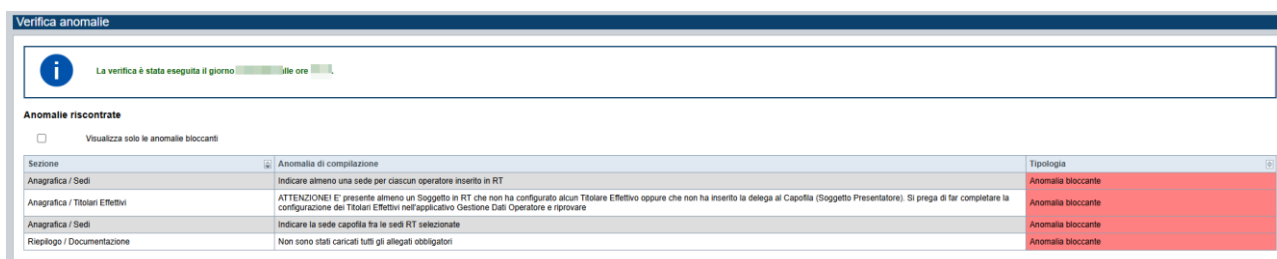 Verifica anomalie
La verifica è stata eseguita il giorno alle ore .
Anomalie riscontrate
Visualizza solo le anomalie bloccanti
Sezione Anomalia di compilazione Tipologia
Anagrafica / Sedi Indicare almeno una sede per ciascun operatore inserito in RT Anomalia bloccante
Anagrafica / Titolari Effettivi ATTENZIONE! E' presente almeno un Soggetto in RT che non ha configurato alcun Titolare Effettivo oppure che non ha inserito la delega al Capofila (Soggetto Presentatore). Si prega di far completare la
configurazione dei Titolari Effettivi nell'applicativo Gestione Dati Operatore e riprovare Anomalia bloccante
Anagrafica / Sedi Indicare la sede capofila fra le sedi RT selezionate Anomalia bloccante
Riepilogo / Documentazione Non sono stati caricati tutti gli allegati obbligatori Anomalia bloccante